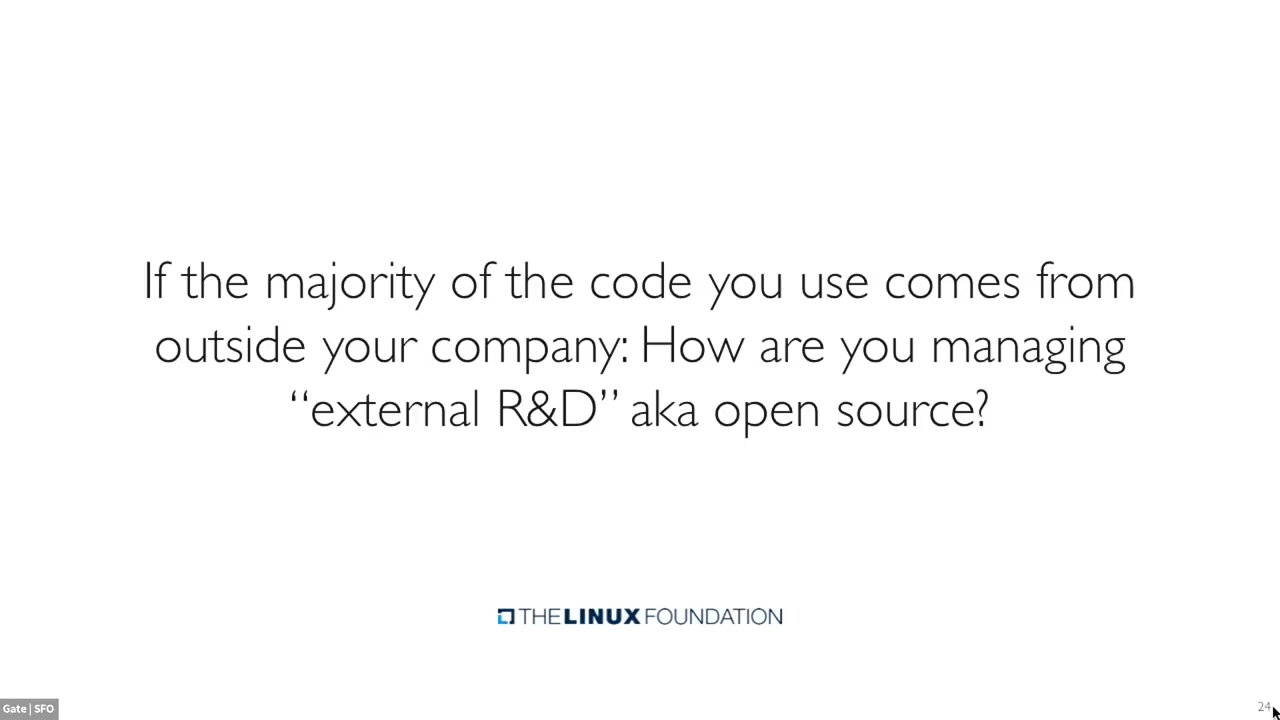 If the majority of the code you use comes from
outside your company: How are you managing
“external R&D” aka open source?
THE LINUX FOUNDATION
Gate | SFO
24